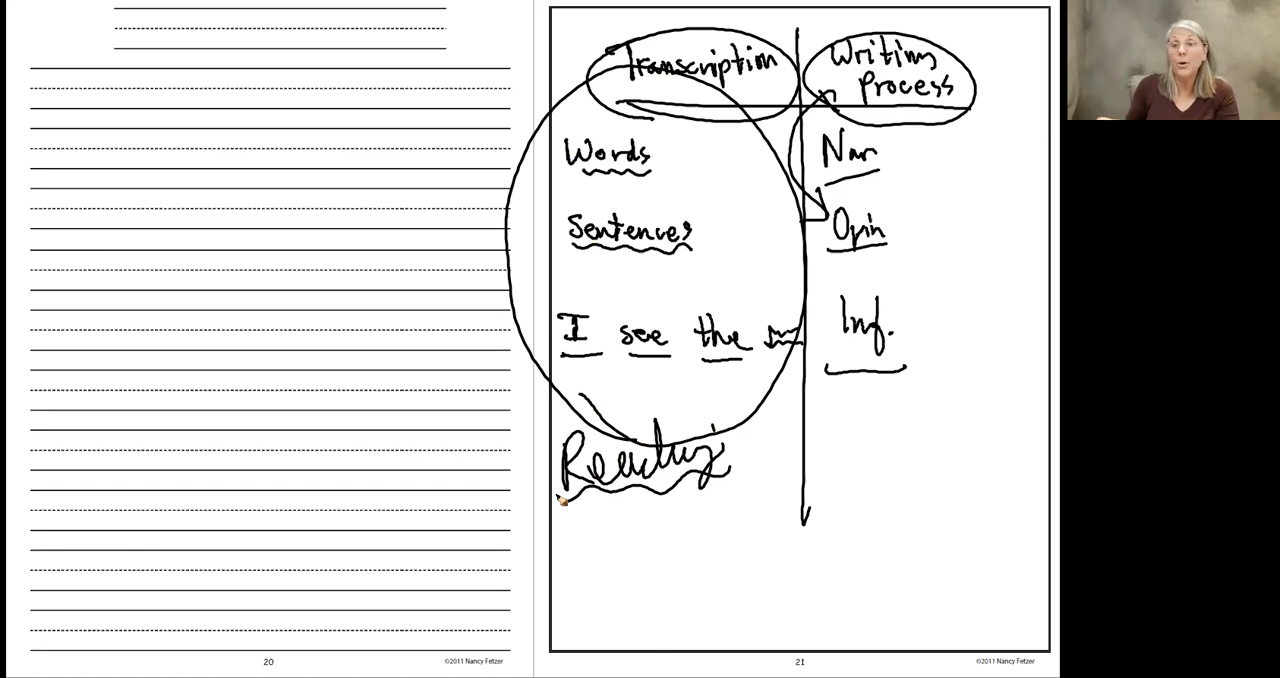 Transcription
Writing
Process
Words
Nar
Sentences
Opin
I see the
Inf.
Reading
20
©2011 Nancy Fetzer
21
©2011 Nancy Fetzer